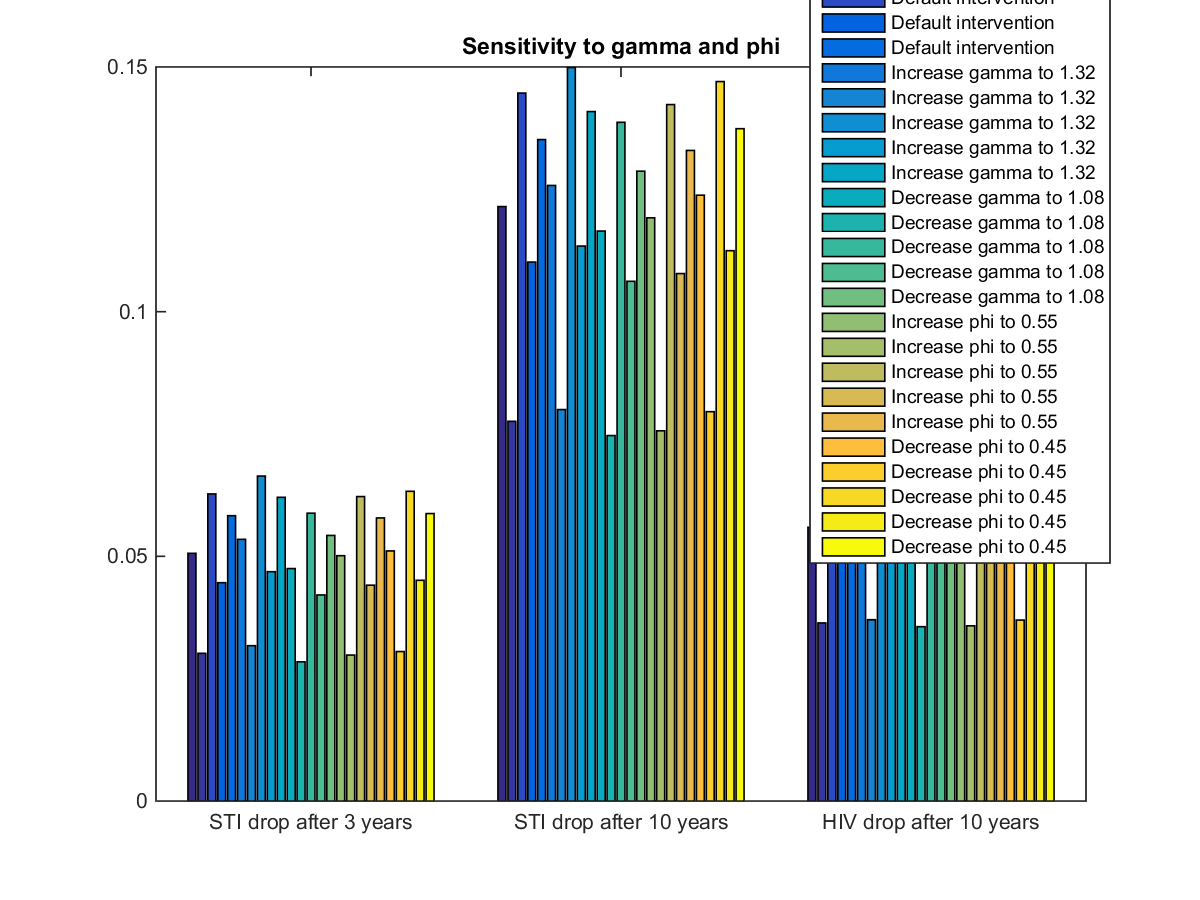 Default intervention
Default intervention
Default intervention
Sensitivity to gamma and phi
0.15
Increase gamma to 1.32
Increase gamma to 1.32
Increase gamma to 1.32
Increase gamma to 1.32
Increase gamma to 1.32
Decrease gamma to 1.08
Decrease gamma to 1.08
Decrease gamma to 1.08
Decrease gamma to 1.08
Decrease gamma to 1.08
0.1
Increase phi to 0.55
Increase phi to 0.55
Increase phi to 0.55
Increase phi to 0.55
Increase phi to 0.55
Decrease phi to 0.45
Decrease phi to 0.45
Decrease phi to 0.45
Decrease phi to 0.45
Decrease phi to 0.45
0.05
0
STI drop after 3 years
STI drop after 10 years
HIV drop after 10 years